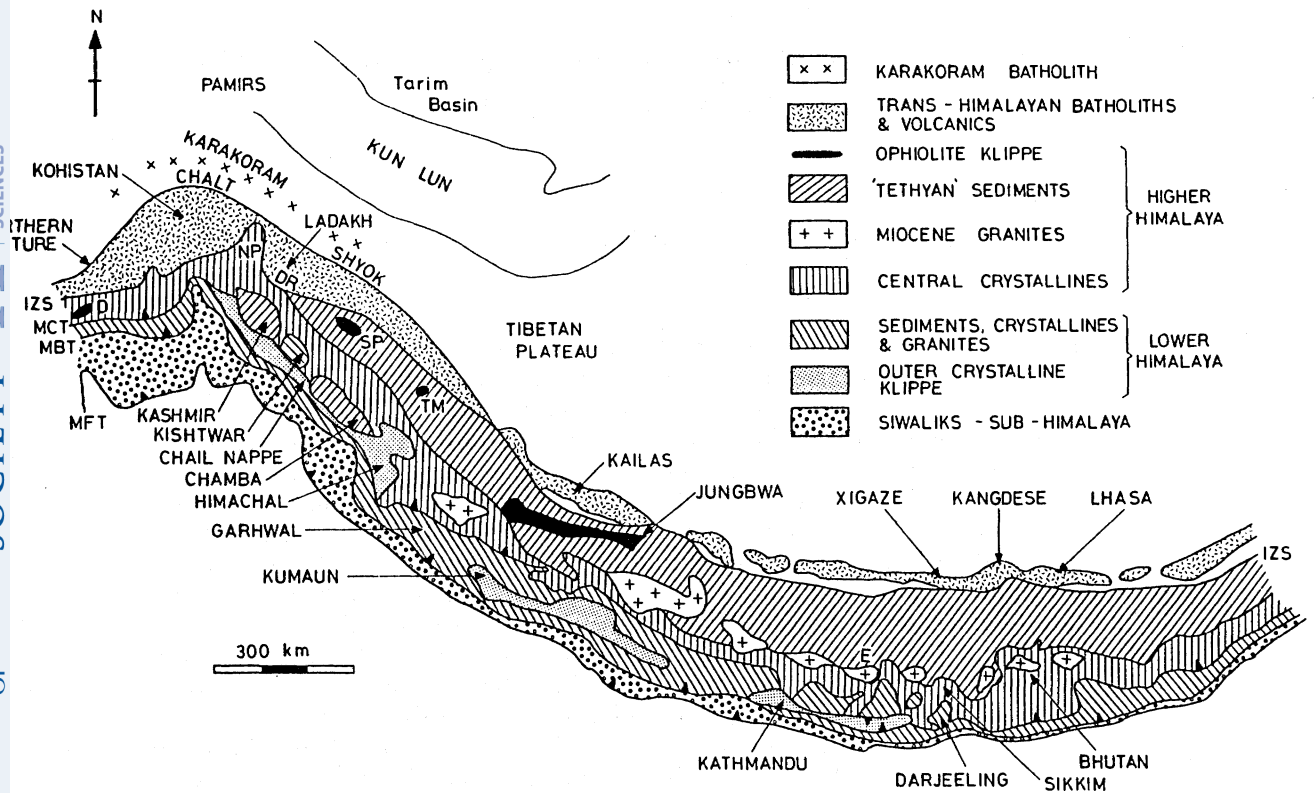 N
PAMIRS
Tarim
Basin
KUN LUN
KARAKORAM
CHALT
KOHISTAN
LADAKH
SHYOK
RTHERN
TURE
NP
DR
IZS
D
MCT
MBT
MFT
SP
TM
TIBETAN
PLATEAU
KASHMIR
KISHTWAR
CHAIL NAPPE
CHAMBA
HIMACHAL
GARHWAL
KUMAUN
300 km
KAILAS
JUNGBWA
XIGAZE
KANGDESE
LHASA
IZS
E
KATHMANDU
DARJEELING
SIKKIM
BHUTAN
KARAKORAM BATHOLITH
TRANS - HIMALAYAN BATHOLITHS
& VOLCANICS
OPHIOLITE KLIPPE
'TETHYAN' SEDIMENTS
MIOCENE GRANITES
CENTRAL CRYSTALLINES
HIGHER
HIMALAYA
SEDIMENTS, CRYSTALLINES
& GRANITES
OUTER CRYSTALLINE
KLIPPE
LOWER
HIMALAYA
SIWALIKS - SUB - HIMALAYA
SCIENCES
SOCIETY